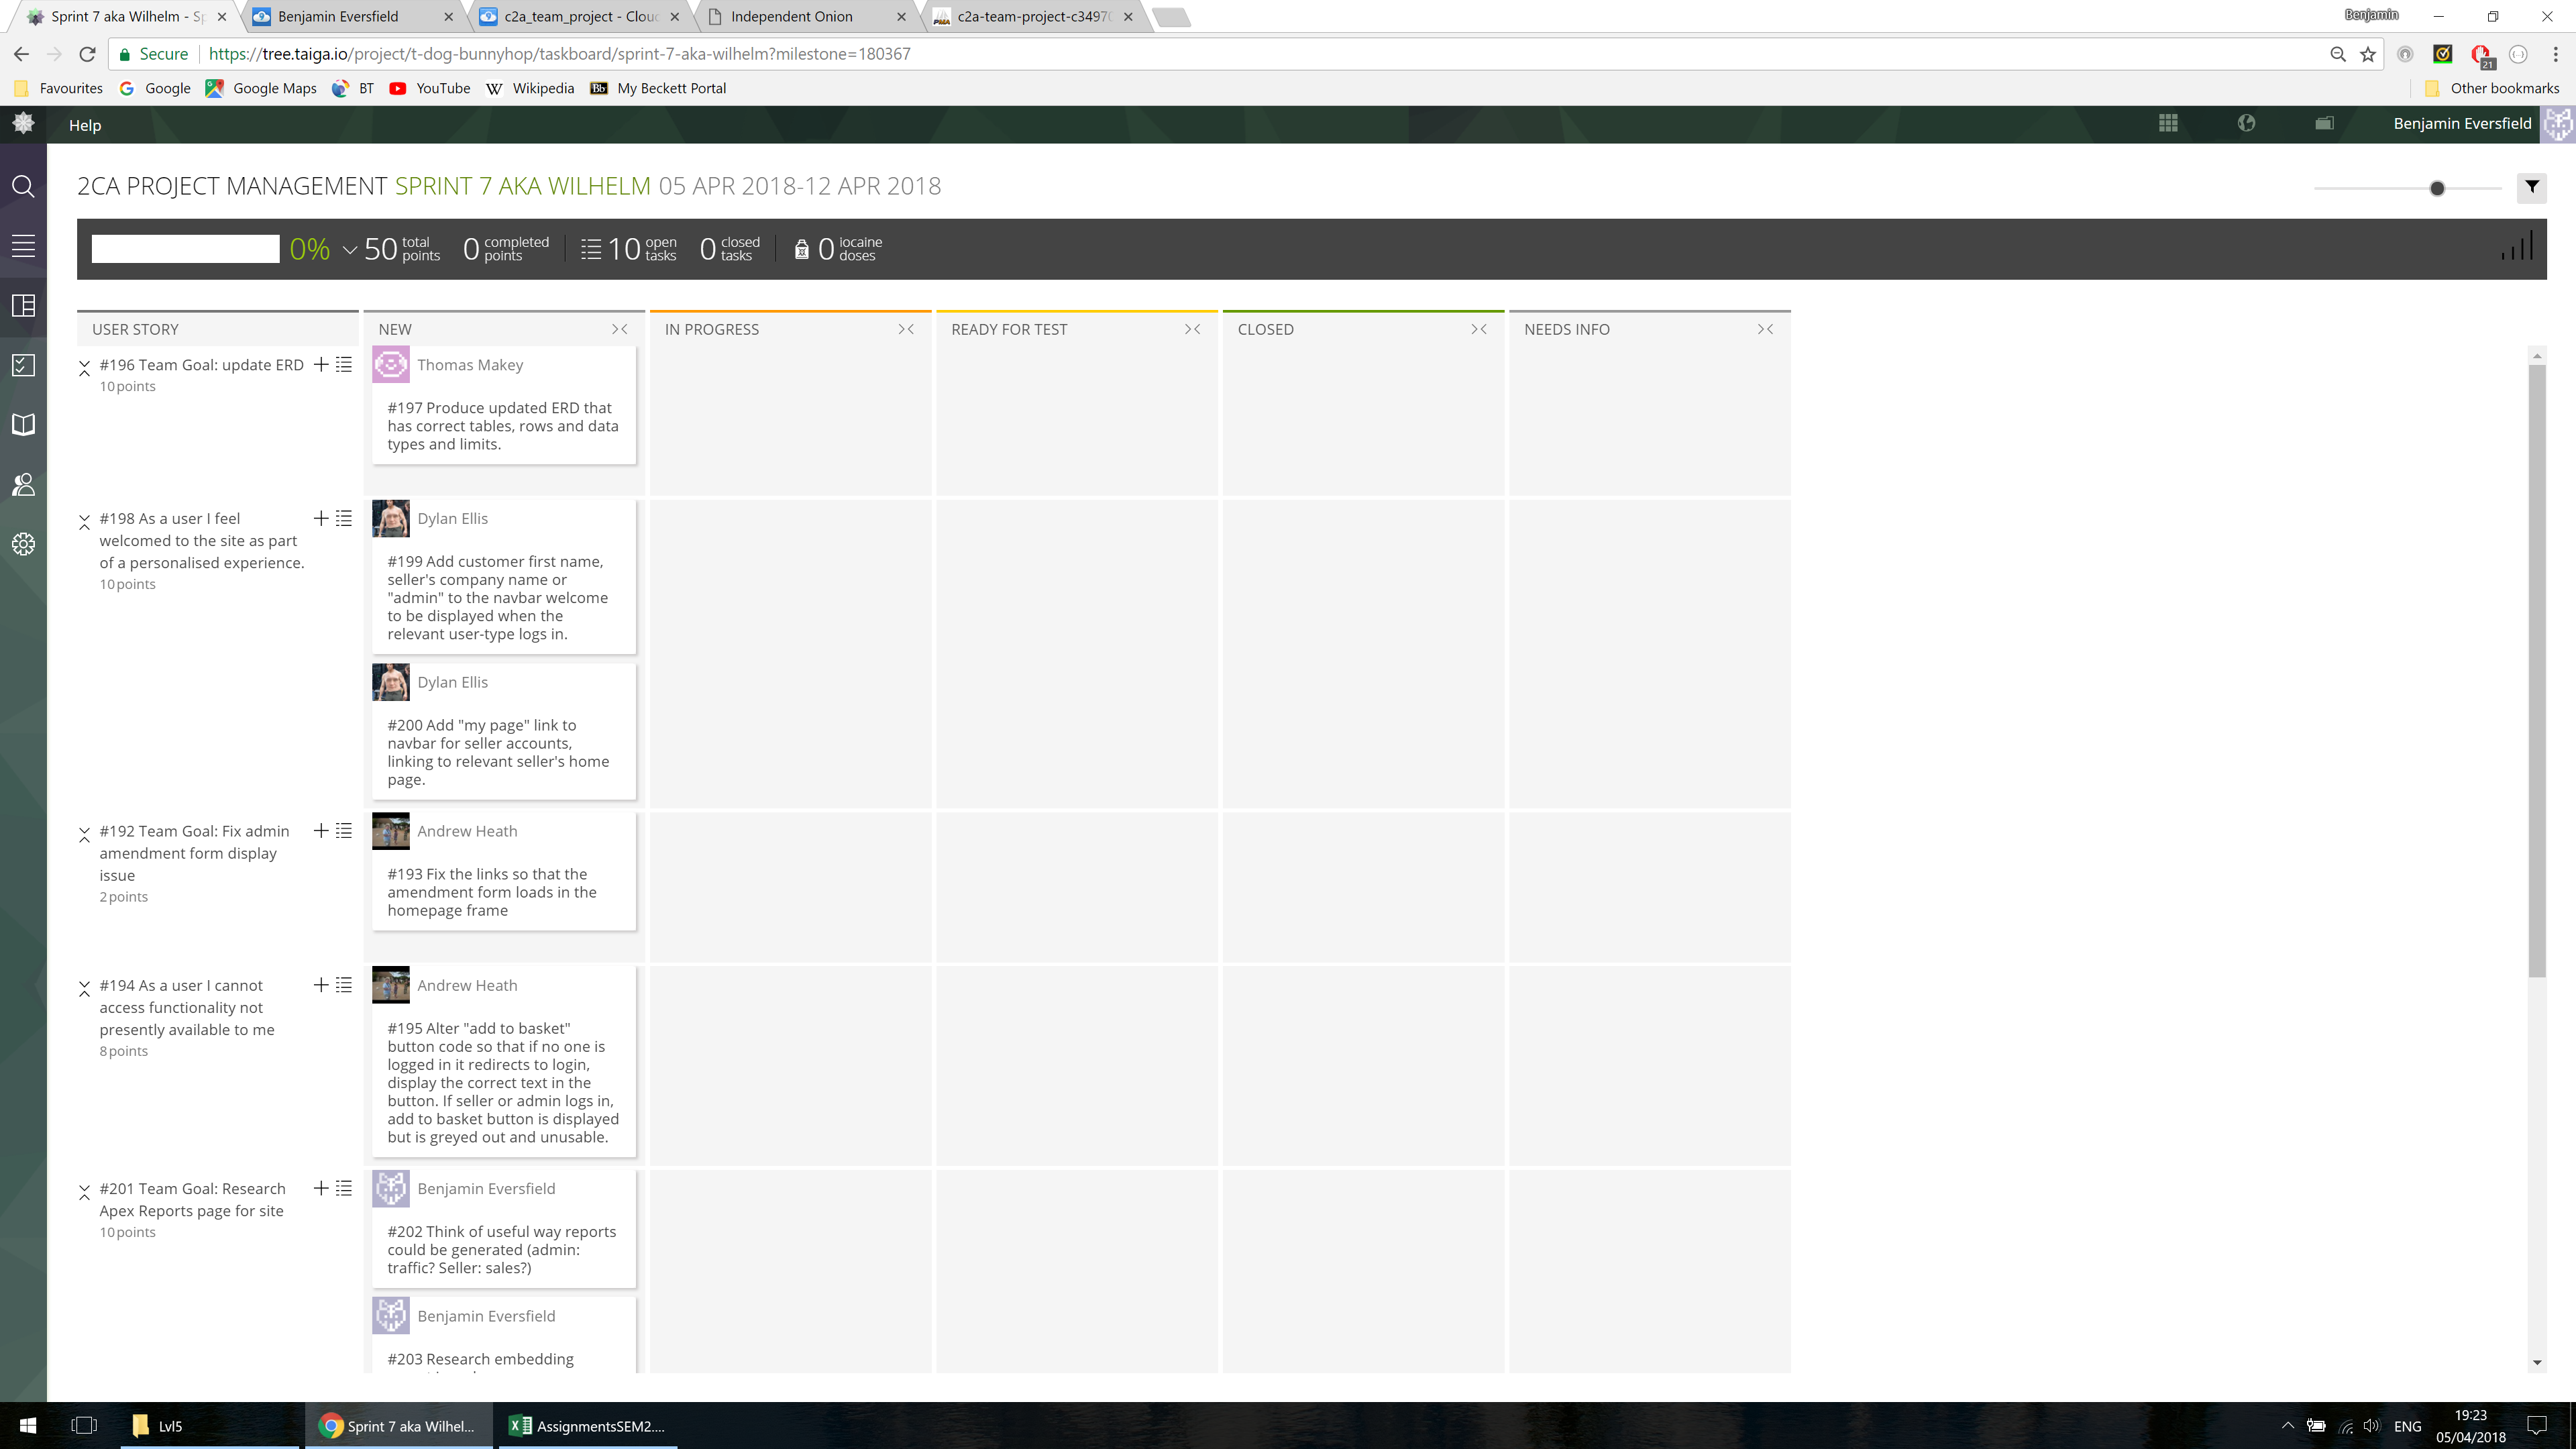 Sprint 7 aka Wilhelm - Sp
Benjamin Eversfield
c2a_team_project - Clouc
Independent Onion
c2a-team-project-c34970
Benjamin
Secure
https://tree.taiga.io/project/t-dog-bunnyhop/taskboard/sprint-7-aka-wilhelm?milestone=180367
21
Favourites
Google
Google Maps
BT
YouTube
W Wikipedia
Bb My Beckett Portal
Other bookmarks
Help
Benjamin Eversfield
2CA PROJECT MANAGEMENT SPRINT 7 AKA WILHELM 05 APR 2018-12 APR 2018
0%
50 total points
0 completed points
10 open tasks
0 closed tasks
0 iocaine doses
USER STORY
NEW
IN PROGRESS
READY FOR TEST
CLOSED
NEEDS INFO
#196 Team Goal: update ERD
10 points
Thomas Makey
#197 Produce updated ERD that
has correct tables, rows and data
types and limits.
#198 As a user I feel
welcomed to the site as part
of a personalised experience.
10 points
Dylan Ellis
#199 Add customer first name,
seller's company name or
"admin" to the navbar welcome
to be displayed when the
relevant user-type logs in.
Dylan Ellis
#200 Add "my page" link to
navbar for seller accounts,
linking to relevant seller's home
page.
#192 Team Goal: Fix admin
amendment form display
issue
2 points
Andrew Heath
#193 Fix the links so that the
amendment form loads in the
homepage frame
#194 As a user I cannot
access functionality not
presently available to me
8 points
Andrew Heath
#195 Alter "add to basket"
button code so that if no one is
logged in it redirects to login,
display the correct text in the
button. If seller or admin logs in,
add to basket button is displayed
but is greyed out and unusable.
#201 Team Goal: Research
Apex Reports page for site
10 points
Benjamin Eversfield
#202 Think of useful way reports
could be generated (admin:
traffic? Seller: sales?)
Benjamin Eversfield
#203 Research embedding
Lvl5
Sprint 7 aka Wilhel...
AssignmentsSEM2....
ENG
19:23
05/04/2018